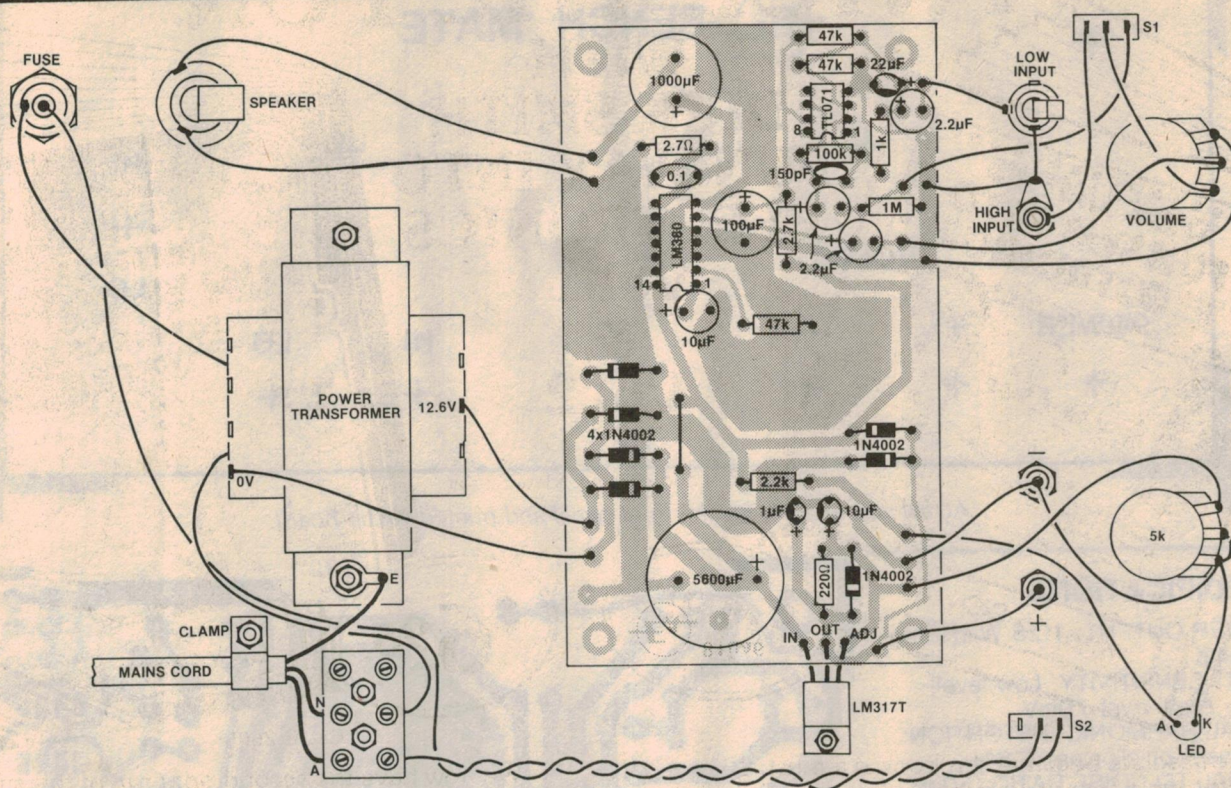 FUSE
SPEAKER
1000µF
+
2.7Ω
0.1
LM380
14
1
+
10µF
100µF
+
47k
47k
22µF
+
TL071
8
1
+
2.2µF
1k
100k
150pF
+
1M
2.7k
+
2.2µF
47k
S1
LOW
INPUT
HIGH
INPUT
VOLUME
POWER
TRANSFORMER
12.6V
0V
E
4x1N4002
1N4002
2.2k
1µF
+
10µF
+
5600µF
+
220Ω
1N4002
IN
OUT
ADJ
LM317T
−
5k
+
CLAMP
MAINS CORD
N
A
S2
A
K
LED